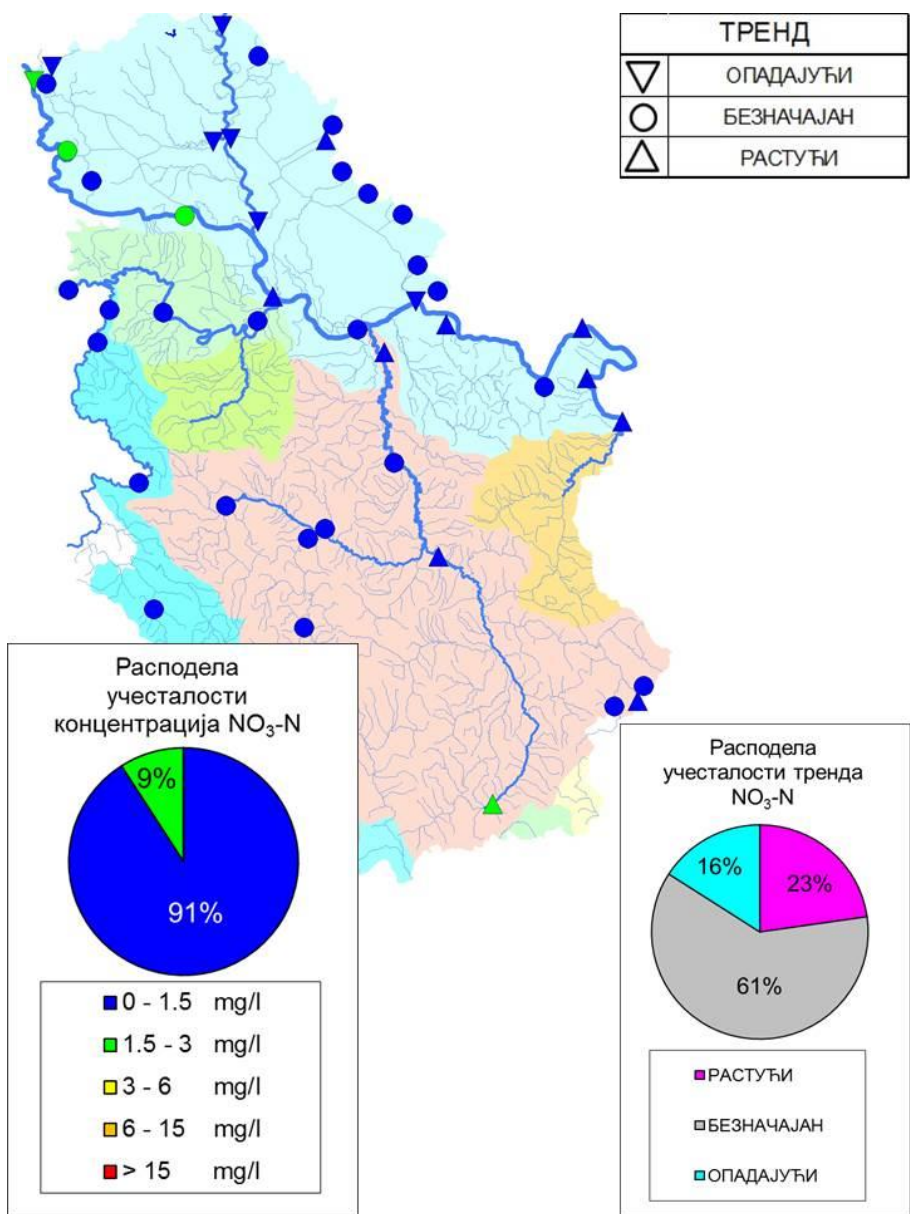 ТРЕНД
ОПАДАЈУЋИ
БЕЗНАЧАЈАН
РАСТУЋИ
Расподела
учесталости
концентрација NO₃-N
9%
91%
0 - 1.5 mg/l
1.5 - 3 mg/l
3 - 6 mg/l
6 - 15 mg/l
> 15 mg/l
Расподела
учесталости тренда
NO₃-N
16%
23%
61%
РАСТУЋИ
БЕЗНАЧАЈАН
ОПАДАЈУЋИ